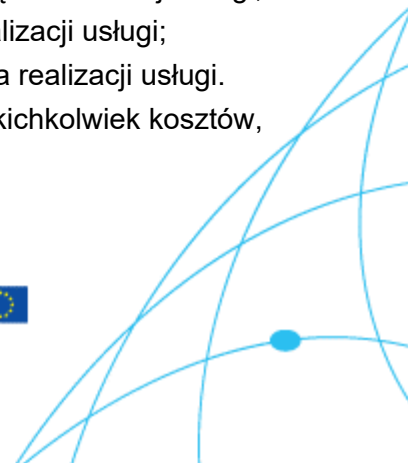 lizacji usługi;
a realizacji usługi.
kichkolwiek kosztów,